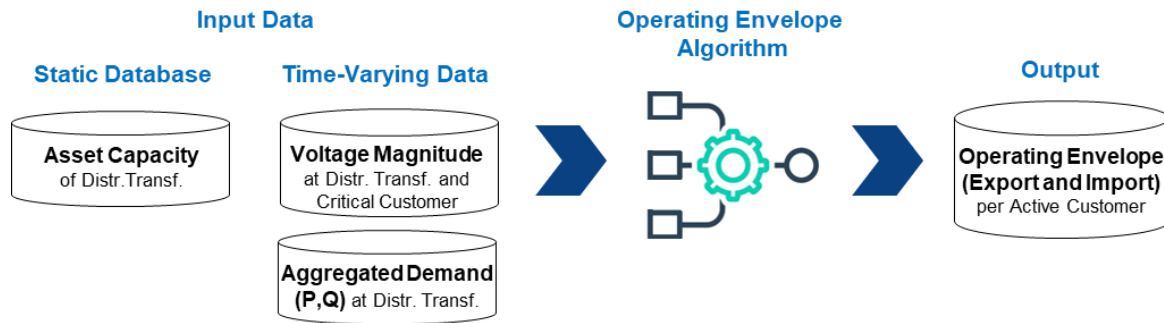 Input Data
Static Database
Asset Capacity
of Distr.Transf.
Time-Varying Data
Voltage Magnitude
at Distr. Transf. and
Critical Customer
Aggregated Demand
(P,Q) at Distr. Transf.
Operating Envelope
Algorithm
Output
Operating Envelope
(Export and Import)
per Active Customer